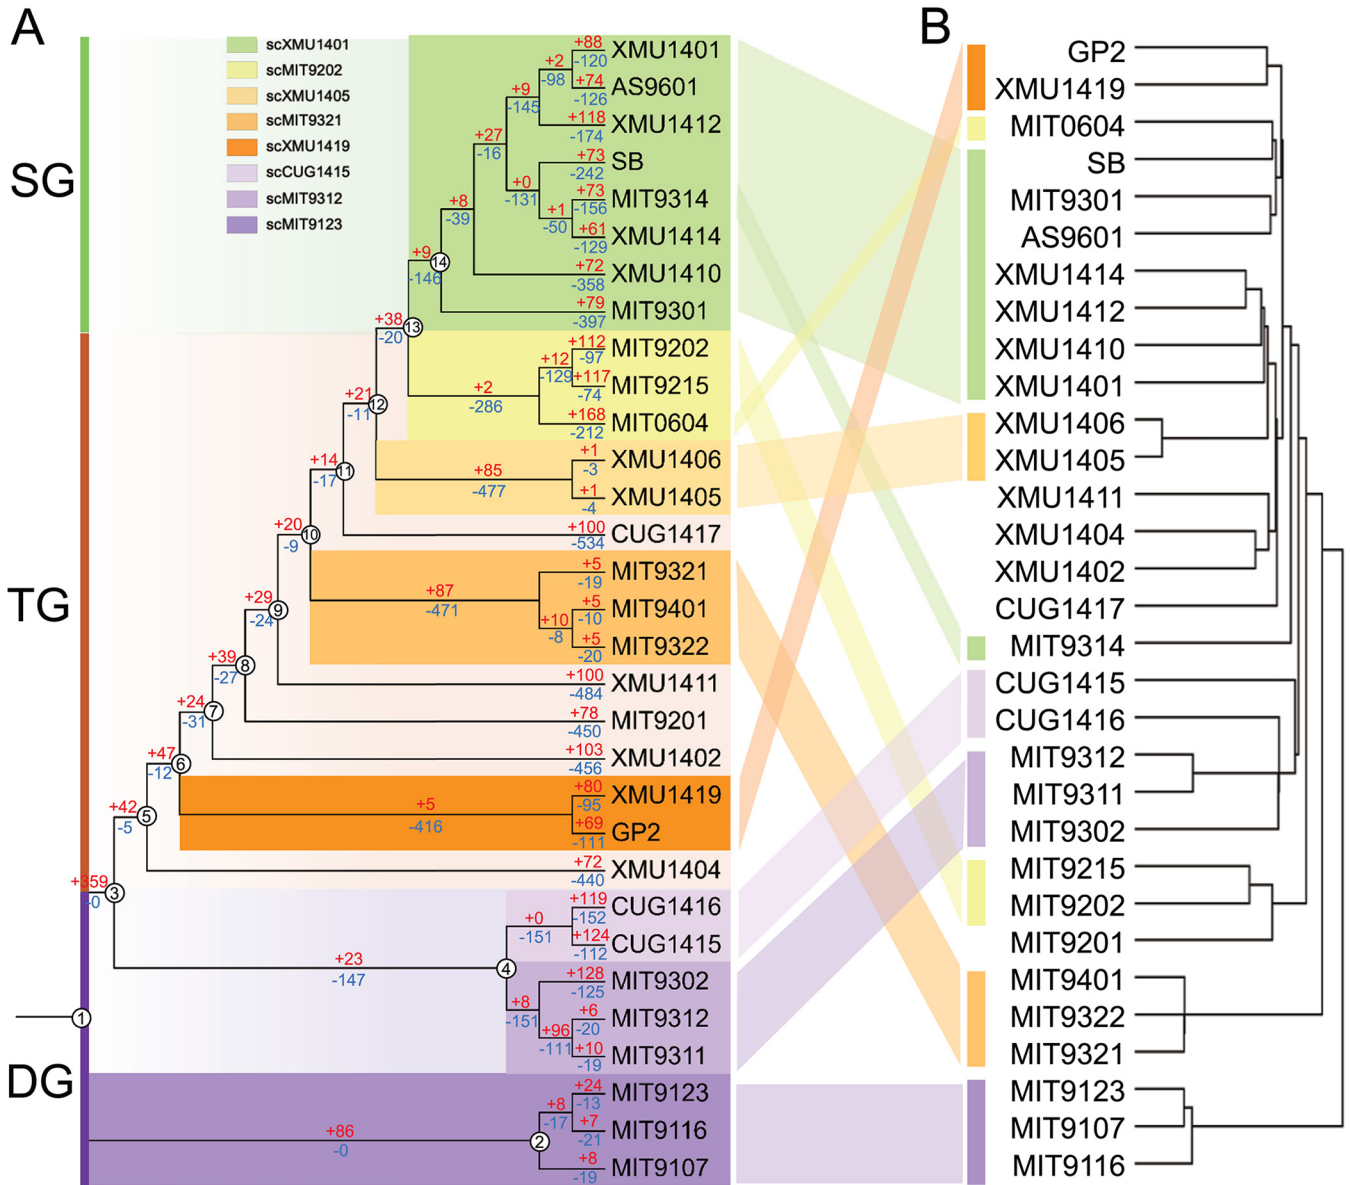 A
SG
TG
DG
scXMU1401
scMIT9202
scXMU1405
scMIT9321
scXMU1419
scCUG1415
scMIT9312
scMIT9123
+88
-120
XMU1401
+2
-98
+74
-126
AS9601
+9
-145
+118
-174
XMU1412
+27
-16
+73
-242
SB
+0
-131
+73
-156
MIT9314
+1
-50
+61
-129
XMU1414
+8
-39
+72
-358
XMU1410
+9
-146
14
+79
-397
MIT9301
+38
-20
13
+112
-97
MIT9202
+12
-129
+117
-74
MIT9215
+2
-286
+168
-212
MIT0604
+21
-11
12
+1
-3
XMU1406
+85
-477
+1
-4
XMU1405
+14
-17
11
+100
-534
CUG1417
+20
-9
10
+5
-19
MIT9321
+87
-471
+5
-10
MIT9401
+10
-8
+5
-20
MIT9322
+29
-24
9
+100
-484
XMU1411
+39
-27
8
+78
-450
MIT9201
+24
-31
7
+103
-456
XMU1402
+47
-12
6
+80
-95
XMU1419
+5
-416
+69
-111
GP2
+42
-5
5
+72
-440
XMU1404
+359
-0
3
+119
-152
CUG1416
+0
-151
+124
-112
CUG1415
+23
-147
4
+128
-125
MIT9302
+8
-151
+6
-20
MIT9312
+96
-111
+10
-19
MIT9311
1
+24
-13
MIT9123
+8
-17
+7
-21
MIT9116
+86
-0
2
+8
-19
MIT9107
B
GP2
XMU1419
MIT0604
SB
MIT9301
AS9601
XMU1414
XMU1412
XMU1410
XMU1401
XMU1406
XMU1405
XMU1411
XMU1404
XMU1402
CUG1417
MIT9314
CUG1415
CUG1416
MIT9312
MIT9311
MIT9302
MIT9215
MIT9202
MIT9201
MIT9401
MIT9322
MIT9321
MIT9123
MIT9107
MIT9116